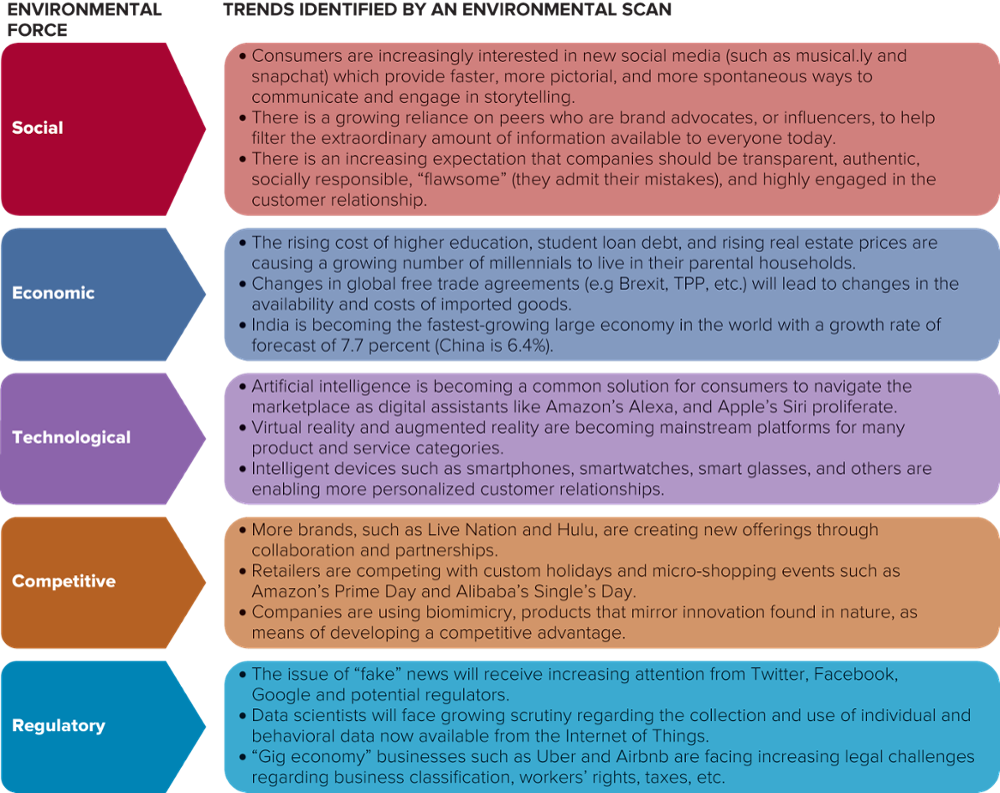 ENVIRONMENTAL
FORCE
TRENDS IDENTIFIED BY AN ENVIRONMENTAL SCAN
Social
• Consumers are increasingly interested in new social media (such as musical.ly and
snapchat) which provide faster, more pictorial, and more spontaneous ways to
communicate and engage in storytelling.
• There is a growing reliance on peers who are brand advocates, or influencers, to help
filter the extraordinary amount of information available to everyone today.
• There is an increasing expectation that companies should be transparent, authentic,
socially responsible, “flawsome” (they admit their mistakes), and highly engaged in the
customer relationship.
Economic
• The rising cost of higher education, student loan debt, and rising real estate prices are
causing a growing number of millennials to live in their parental households.
• Changes in global free trade agreements (e.g Brexit, TPP, etc.) will lead to changes in the
availability and costs of imported goods.
• India is becoming the fastest-growing large economy in the world with a growth rate of
forecast of 7.7 percent (China is 6.4%).
Technological
• Artificial intelligence is becoming a common solution for consumers to navigate the
marketplace as digital assistants like Amazon’s Alexa, and Apple’s Siri proliferate.
• Virtual reality and augmented reality are becoming mainstream platforms for many
product and service categories.
• Intelligent devices such as smartphones, smartwatches, smart glasses, and others are
enabling more personalized customer relationships.
Competitive
• More brands, such as Live Nation and Hulu, are creating new offerings through
collaboration and partnerships.
• Retailers are competing with custom holidays and micro-shopping events such as
Amazon’s Prime Day and Alibaba’s Single’s Day.
• Companies are using biomimicry, products that mirror innovation found in nature, as
means of developing a competitive advantage.
Regulatory
• The issue of “fake” news will receive increasing attention from Twitter, Facebook,
Google and potential regulators.
• Data scientists will face growing scrutiny regarding the collection and use of individual and
behavioral data now available from the Internet of Things.
• “Gig economy” businesses such as Uber and Airbnb are facing increasing legal challenges
regarding business classification, workers’ rights, taxes, etc.